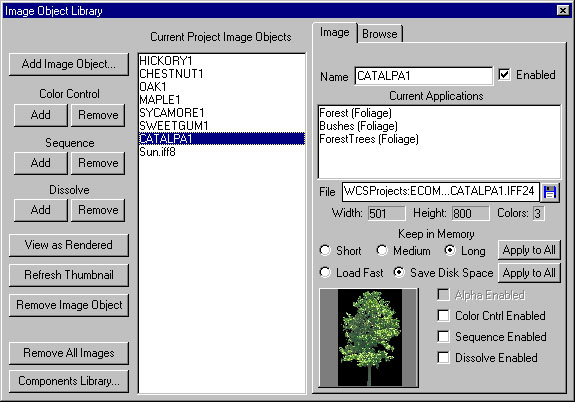 Image Object Library
Add Image Object...
Color Control
Add Remove
Sequence
Add Remove
Dissolve
Add Remove
View as Rendered
Refresh Thumbnail
Remove Image Object
Remove All Images
Components Library...
Current Project Image Objects
HICKORY1
CHESTNUT1
OAK1
MAPLE1
SYCAMORE1
SWEETGUM1
CATALPA1
Sun.iff8
Image Browse
Name CATALPA1 Enabled
Current Applications
Forest (Foliage)
Bushes (Foliage)
ForestTrees (Foliage)
File WCSProjects:ECOM...CATALPA1.IFF24
Width: 501 Height: 800 Colors: 3
Keep in Memory
Short Medium Long Apply to All
Load Fast Save Disk Space Apply to All
Alpha Enabled
Color Cntrl Enabled
Sequence Enabled
Dissolve Enabled